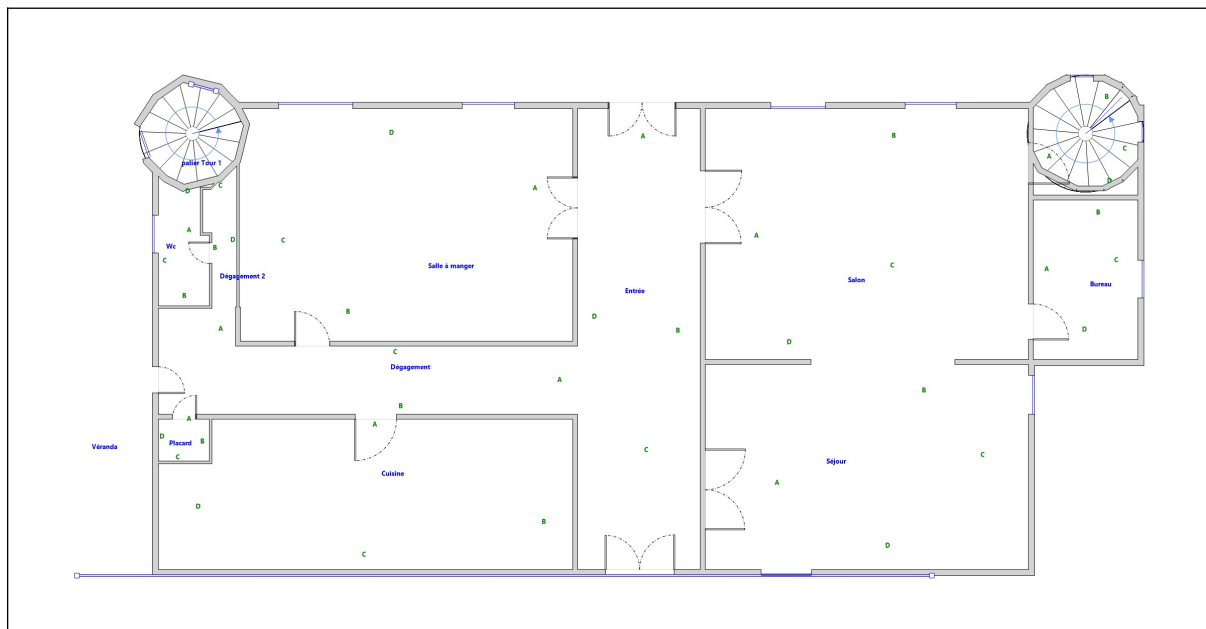 B
D
A
B
C
A
palier Tour 1
D
C
A
D
B
A
D
C
A
B
D
C
A
Wc
B
C
Dégagement 2
Salle à manger
C
A
C
Salon
Bureau
B
Entrée
B
D
A
B
D
D
C
Dégagement
A
B
B
A
A
D
Placard
B
C
Véranda
Cuisine
C
Séjour
C
A
D
B
C
D